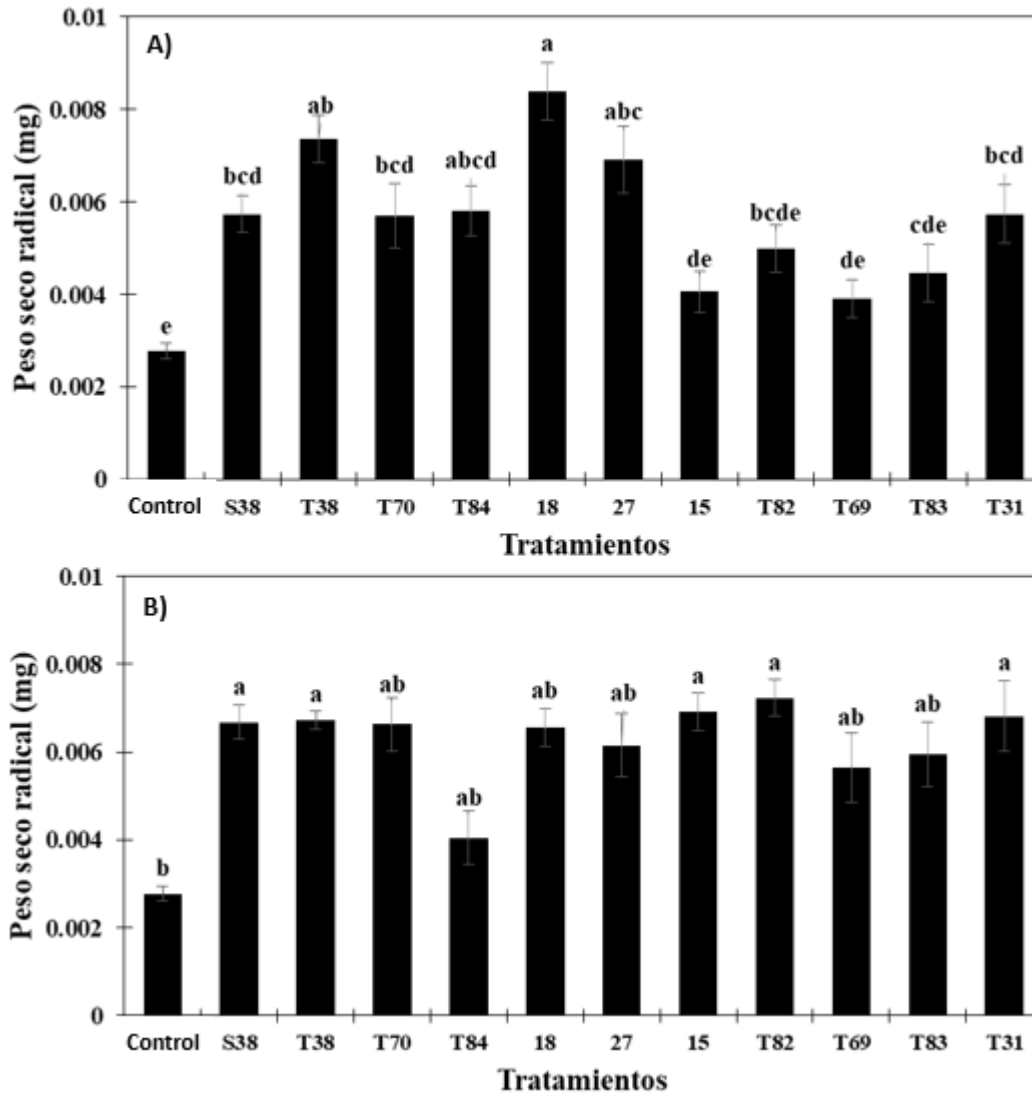 A)
Peso seco radical (mg)
0.01
0.008
0.006
0.004
0.002
0
e
bcd
ab
bcd
abcd
a
abc
de
bcde
de
cde
bcd
Control S38 T38 T70 T84 18 27 15 T82 T69 T83 T31
Tratamientos
B)
Peso seco radical (mg)
0.01
0.008
0.006
0.004
0.002
0
b
a
a
ab
ab
ab
ab
a
a
ab
ab
a
Control S38 T38 T70 T84 18 27 15 T82 T69 T83 T31
Tratamientos